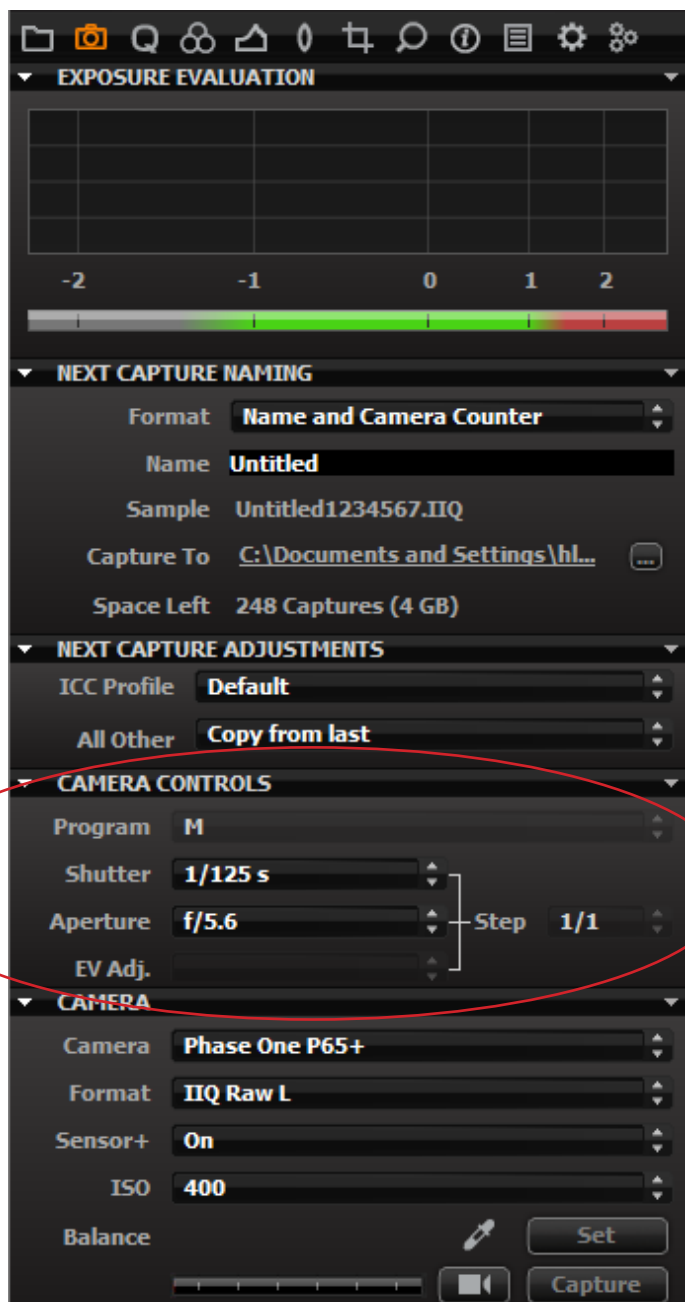 EXPOSURE EVALUATION
-2 -1 0 1 2
NEXT CAPTURE NAMING
Format Name and Camera Counter
Name Untitled
Sample Untitled1234567.IIQ
Capture To C:\Documents and Settings\hl... ...
Space Left 248 Captures (4 GB)
NEXT CAPTURE ADJUSTMENTS
ICC Profile Default
All Other Copy from last
CAMERA CONTROLS
Program M
Shutter 1/125 s
Aperture f/5.6 Step 1/1
EV Adj.
CAMERA
Camera Phase One P65+
Format IIQ Raw L
Sensor+ On
ISO 400
Balance Set
Capture